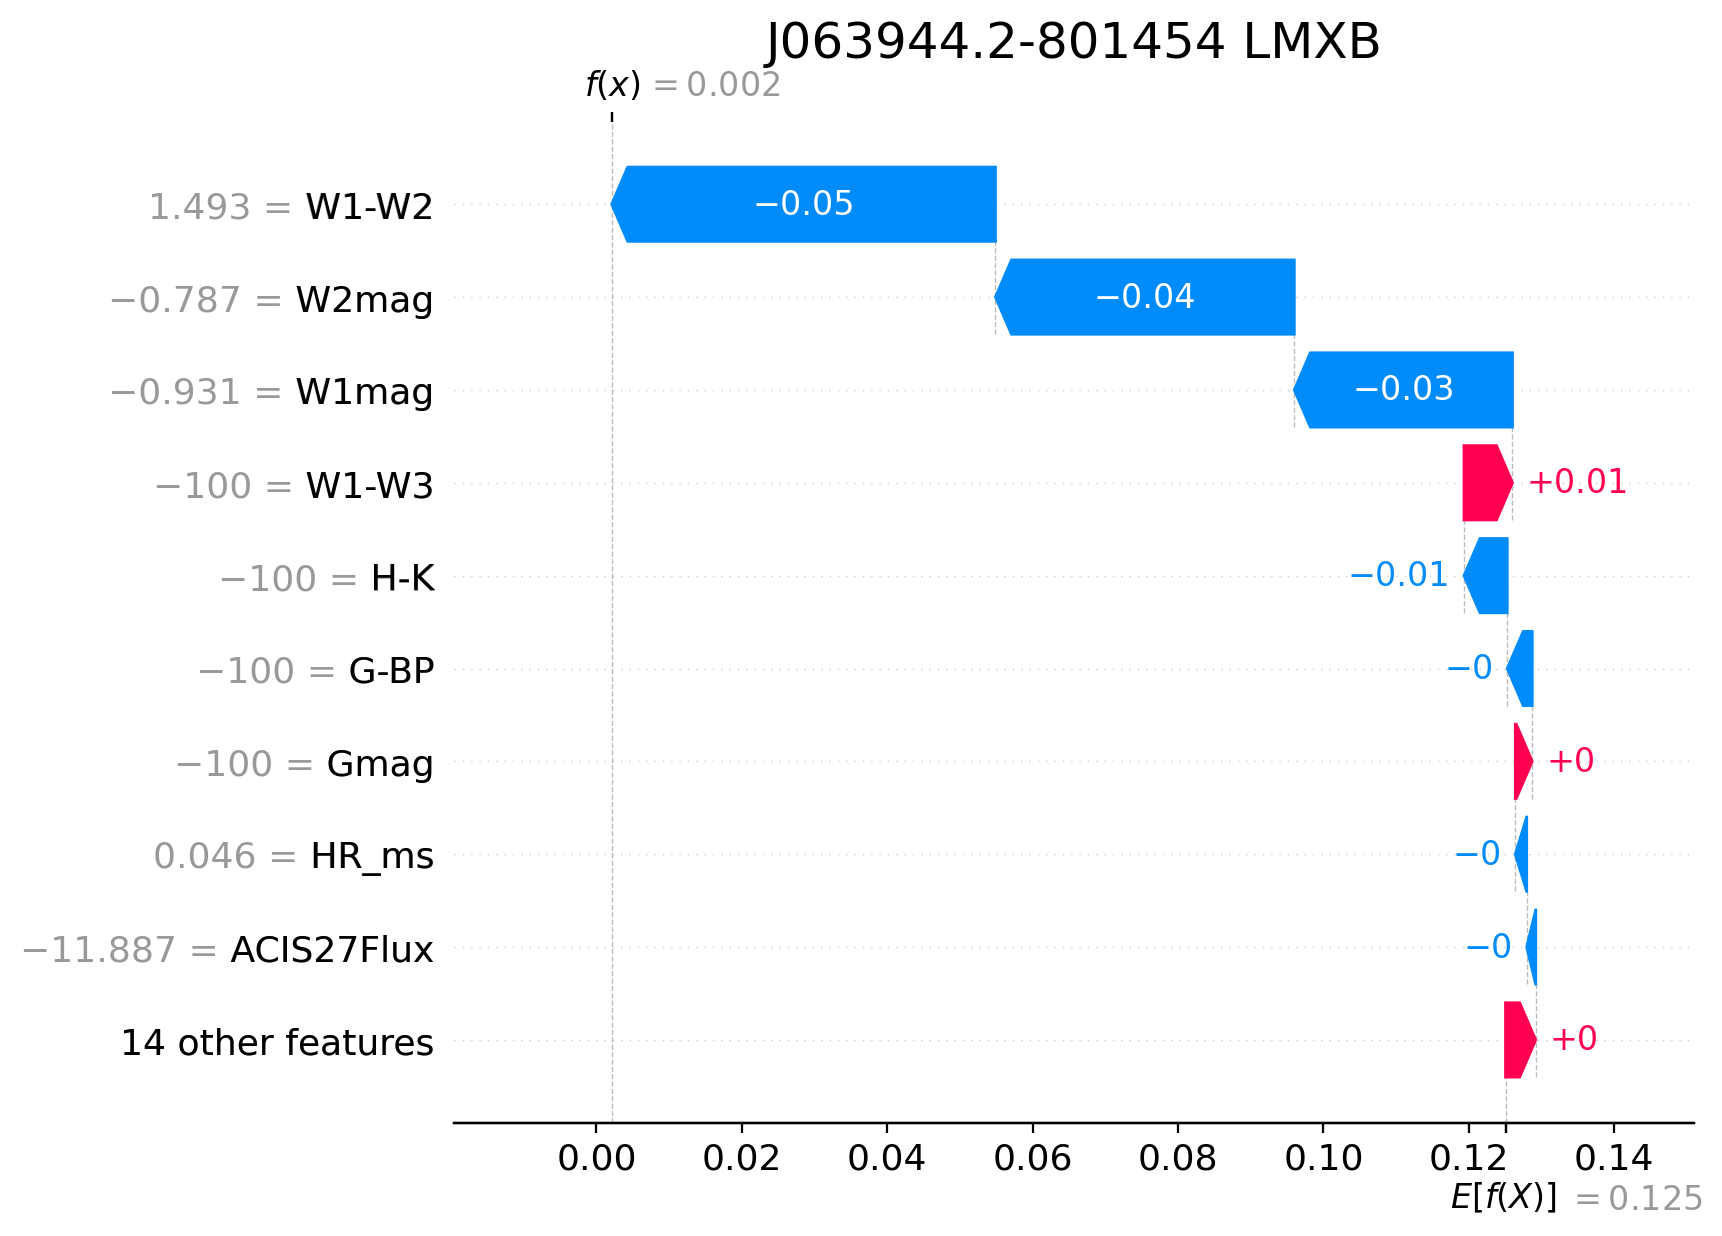 J063944.2-801454 LMXB
f(x) = 0.002
1.493 = W1-W2
−0.05
−0.787 = W2mag
−0.04
−0.931 = W1mag
−0.03
−100 = W1-W3
+0.01
−100 = H-K
−0.01
−100 = G-BP
−0
−100 = Gmag
+0
0.046 = HR_ms
−0
−11.887 = ACIS27Flux
−0
14 other features
+0
0.00 0.02 0.04 0.06 0.08 0.10 0.12 0.14
E[f(X)] = 0.125